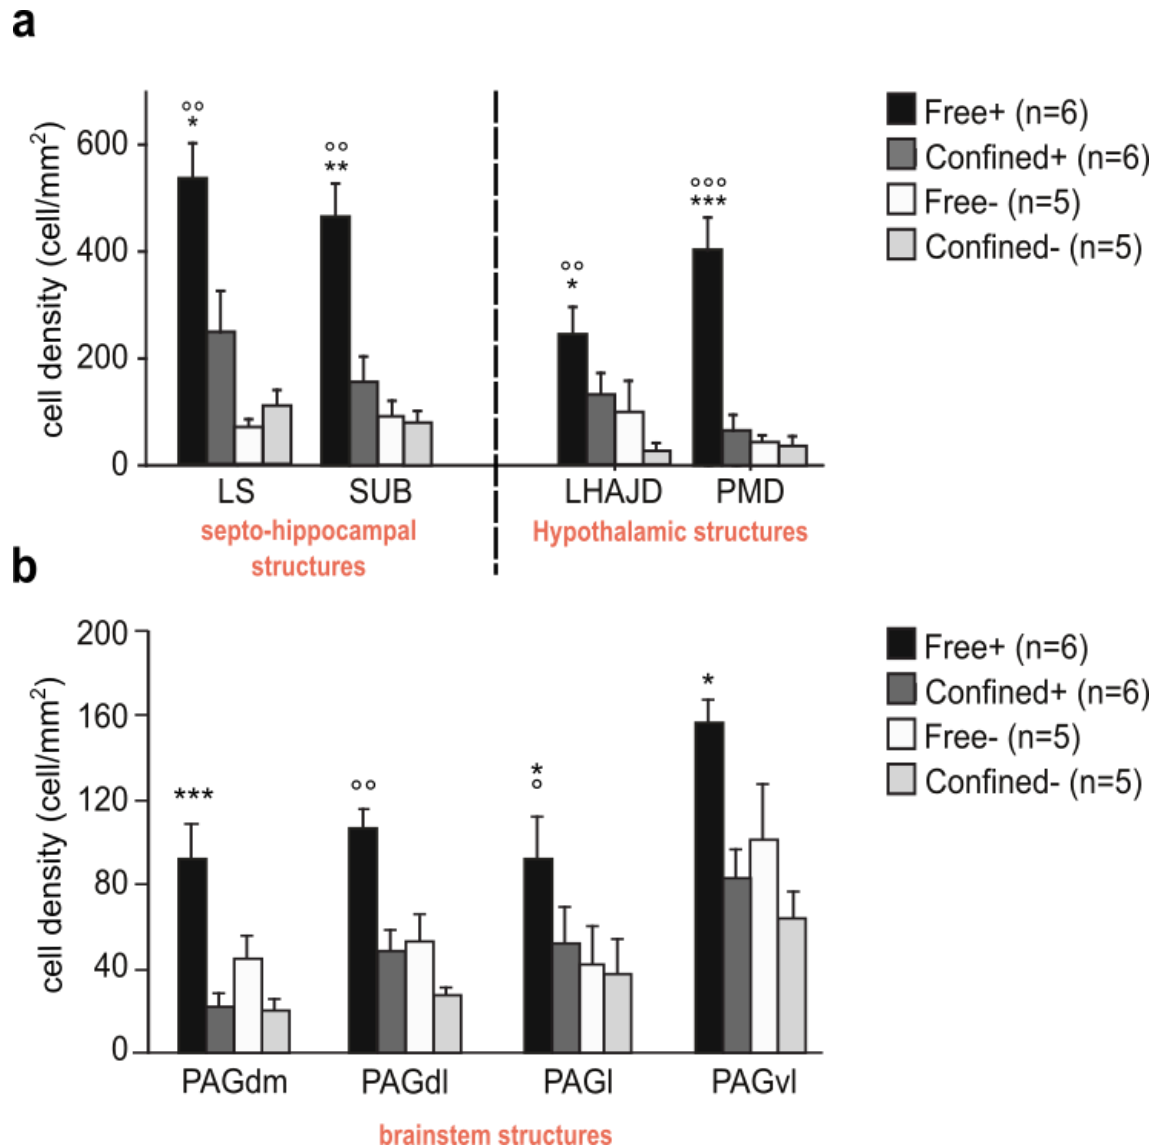 a
cell density (cell/mm²)
600
400
200
0
°°
*
°°
**
°°
*
°°°
***
LS
SUB
LHAJD
PMD
septo-hippocampal
structures
Hypothalamic structures
Free+ (n=6)
Confined+ (n=6)
Free- (n=5)
Confined- (n=5)
b
cell density (cell/mm²)
200
160
120
80
40
0
***
°°
*
°
*
PAGdm
PAGdl
PAGl
PAGvl
brainstem structures
Free+ (n=6)
Confined+ (n=6)
Free- (n=5)
Confined- (n=5)